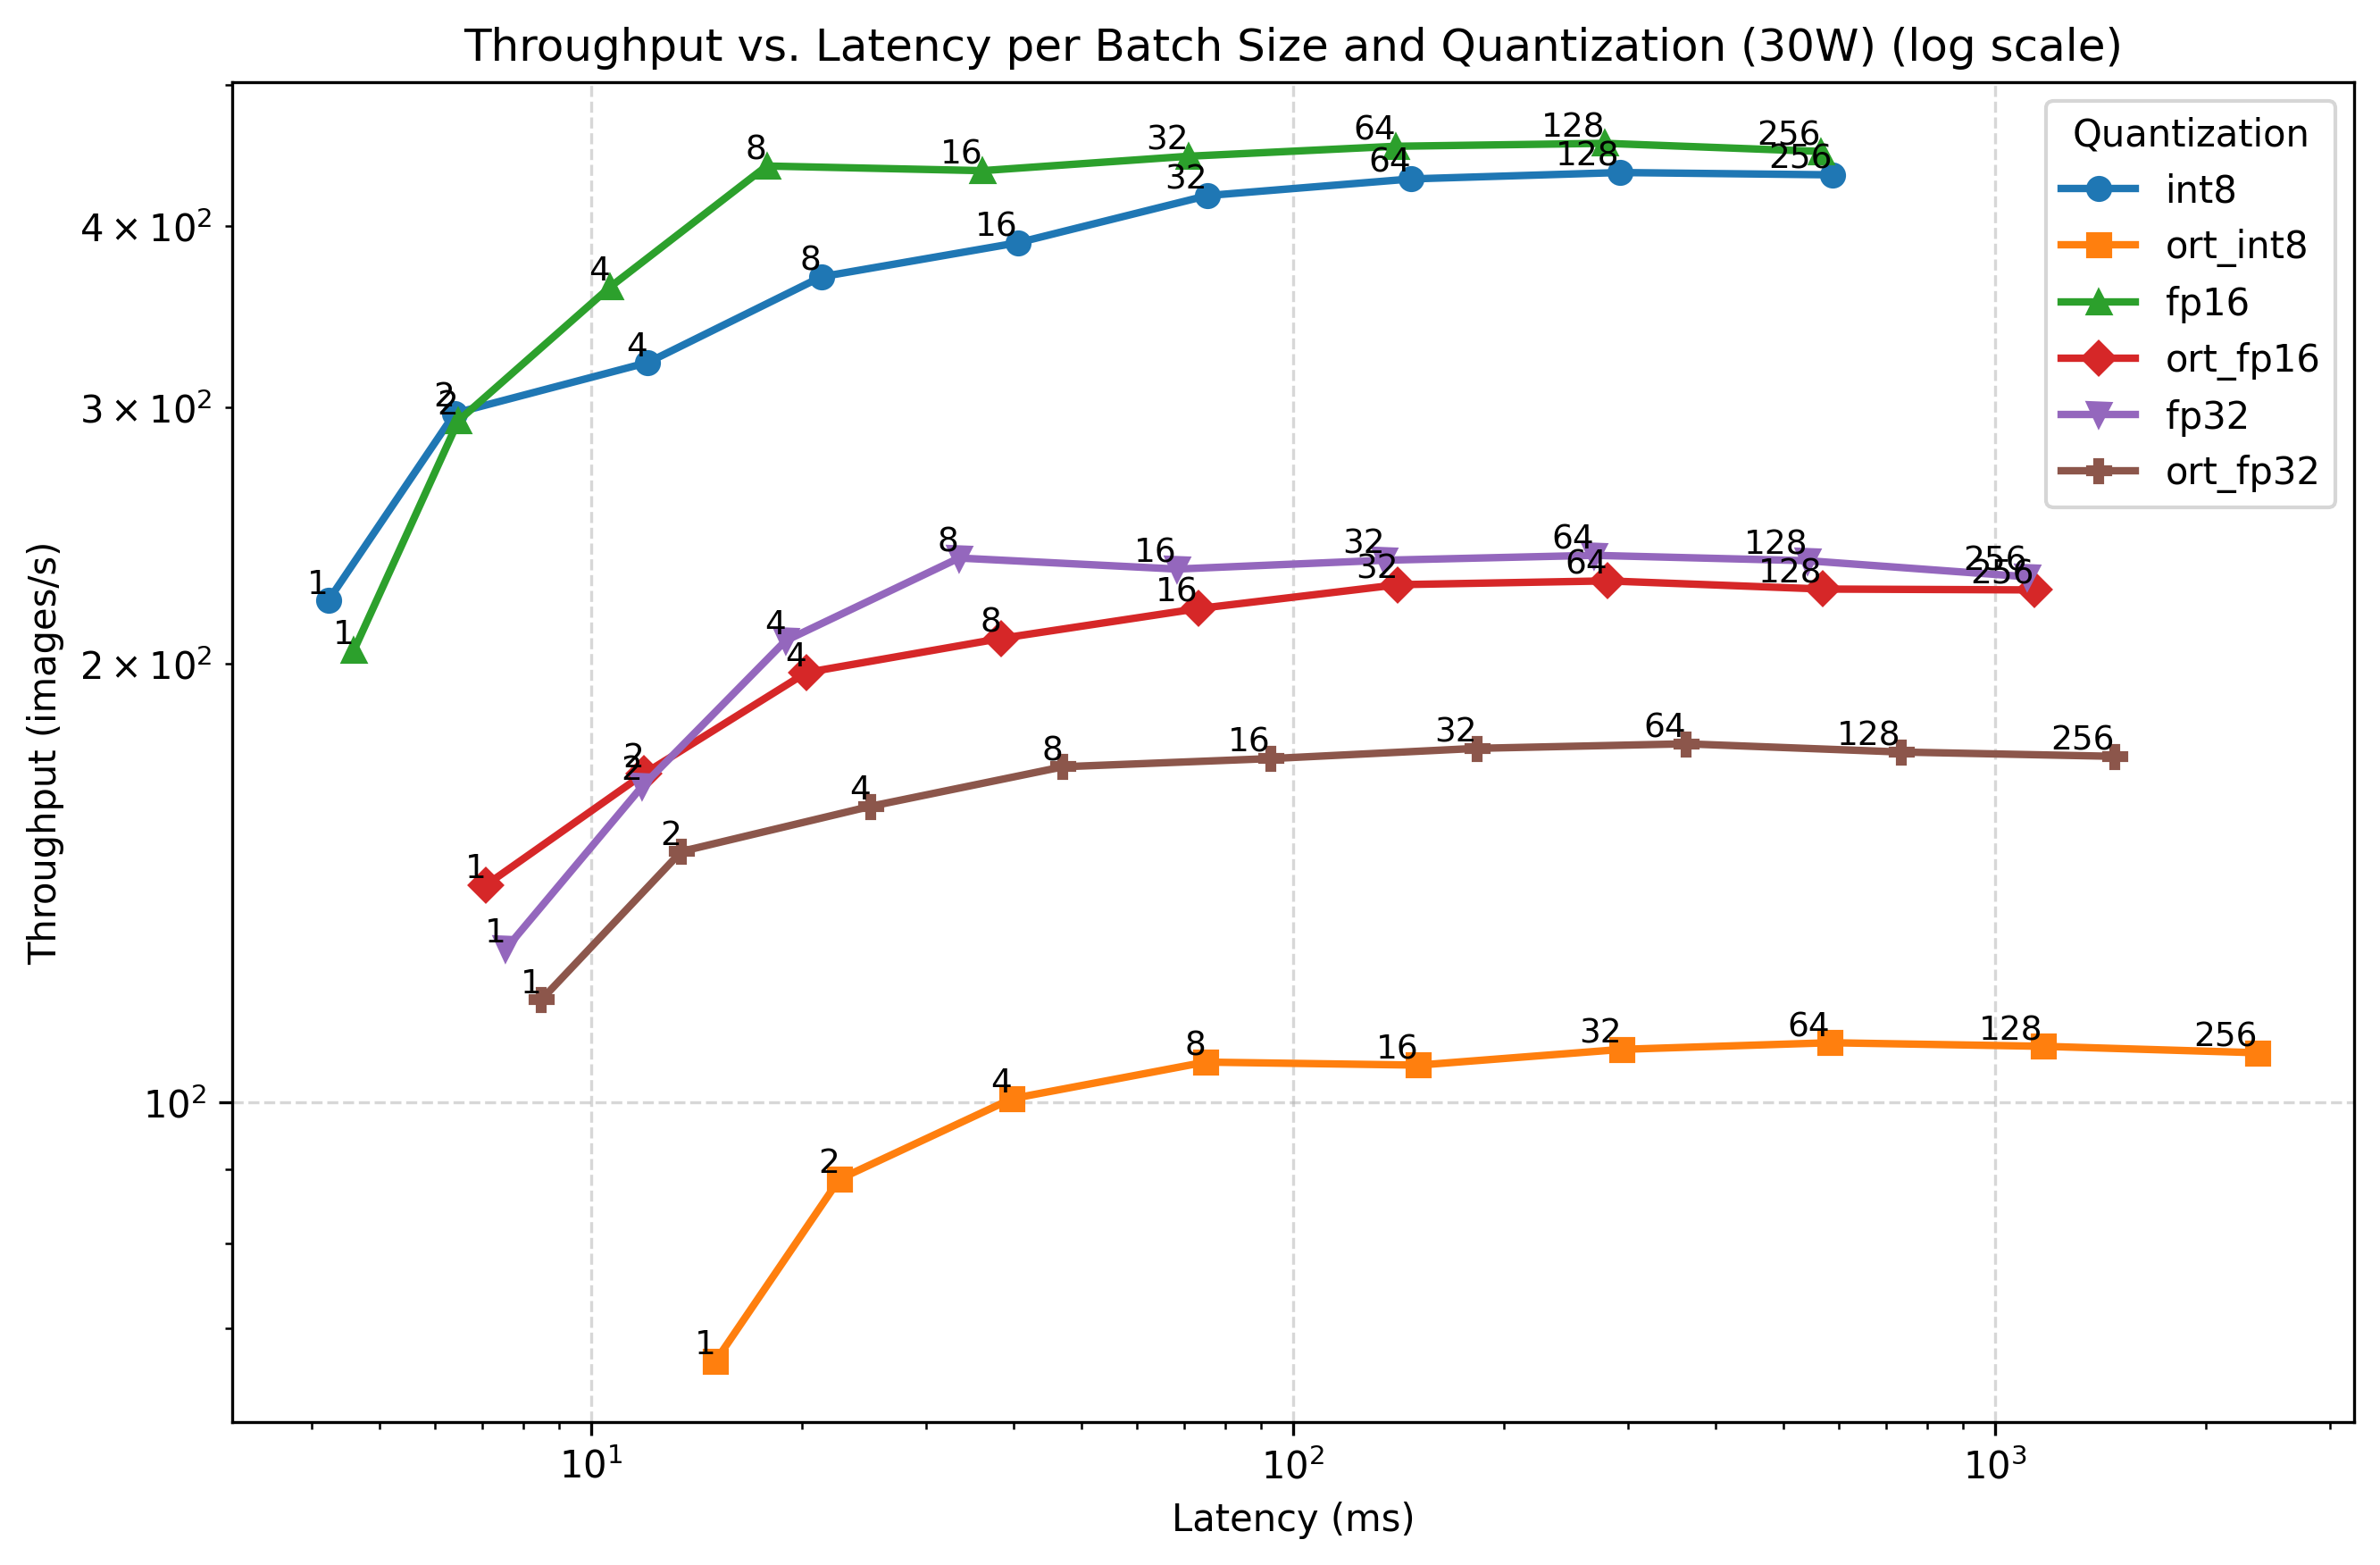 Throughput vs. Latency per Batch Size and Quantization (30W) (log scale)
Throughput (images/s)
4 × 10²
3 × 10²
2 × 10²
10²
10¹
10²
10³
Latency (ms)
Quantization
int8
ort_int8
fp16
ort_fp16
fp32
ort_fp32
1 2 4 8 16 32 64 128 256
1 2 4 8 16 32 64 128 256
1 2 4 8 16 32 64 128 256
1 2 4 8 16 32 64 128 256
1 2 4 8 16 32 64 128 256
1 2 4 8 16 32 64 128 256